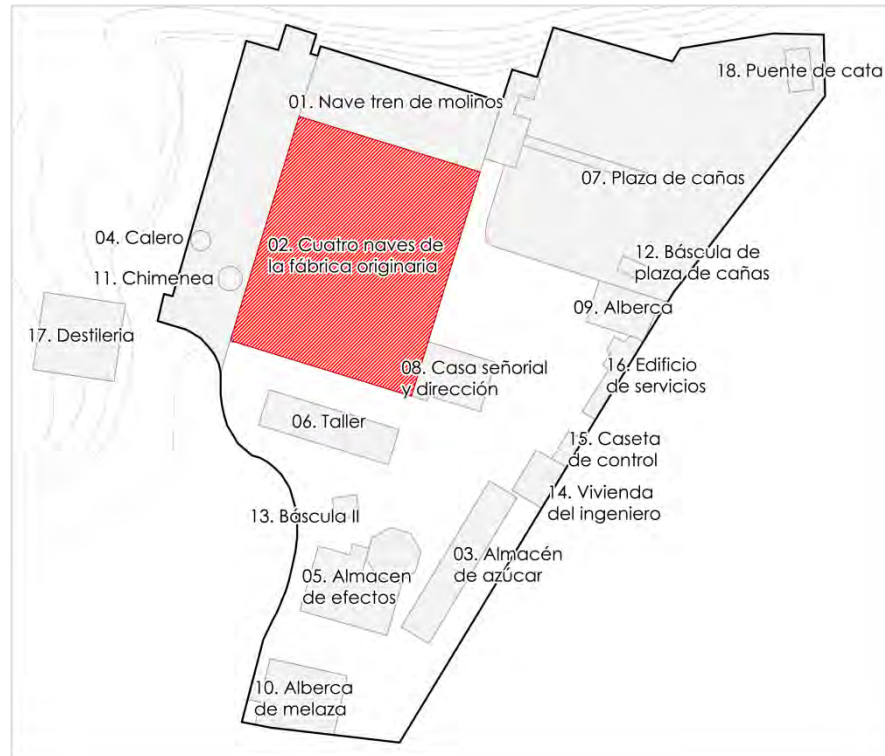 18. Puente de cata
01. Nave tren de molinos
07. Plaza de cañas
04. Calero
02. Cuatro naves de
la fábrica originaria
12. Báscula de
plaza de cañas
11. Chimenea
09. Alberca
17. Destileria
08. Casa señorial
y dirección
16. Edificio
de servicios
06. Taller
15. Caseta
de control
14. Vivienda
del ingeniero
13. Báscula II
03. Almacén
de azúcar
05. Almacen
de efectos
10. Alberca
de melaza